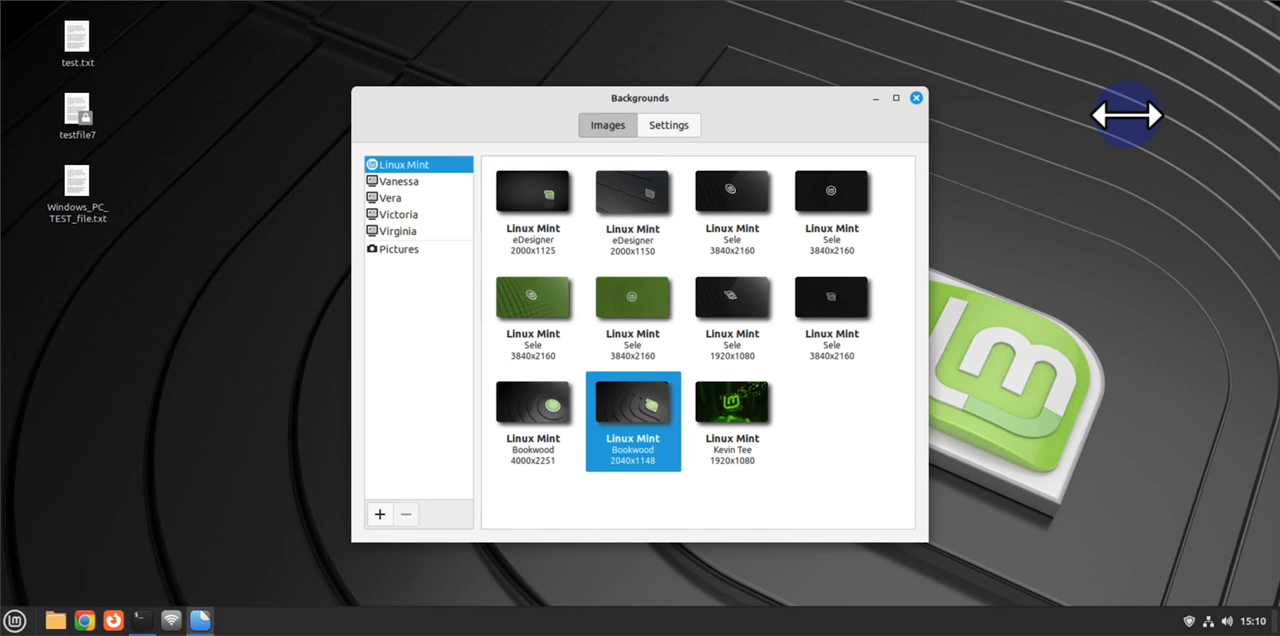 test.txt
testfile7
Windows_PC_
TEST_file.txt
Backgrounds
Images
Settings
Linux Mint
Vanessa
Vera
Victoria
Virginia
Pictures
Linux Mint
eDesigner
2000x1125
Linux Mint
eDesigner
2000x1150
Linux Mint
Sele
3840x2160
Linux Mint
Sele
3840x2160
Linux Mint
Sele
3840x2160
Linux Mint
Sele
3840x2160
Linux Mint
Sele
1920x1080
Linux Mint
Sele
3840x2160
Linux Mint
Bookwood
4000x2251
Linux Mint
Bookwood
2040x1148
Linux Mint
Kevin Tee
1920x1080
15:10